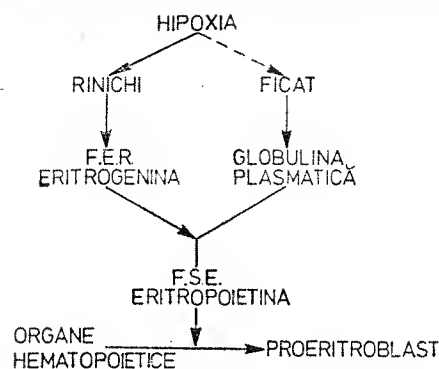 HIPOXIA
RINICHI
FICAT
F.E.R.
ERITROGENINA
GLOBULINA
PLASMATICĂ
F.S.E.
ERITROPOIETINA
ORGANE
HEMATOPOIETICE
PROERITROBLAST